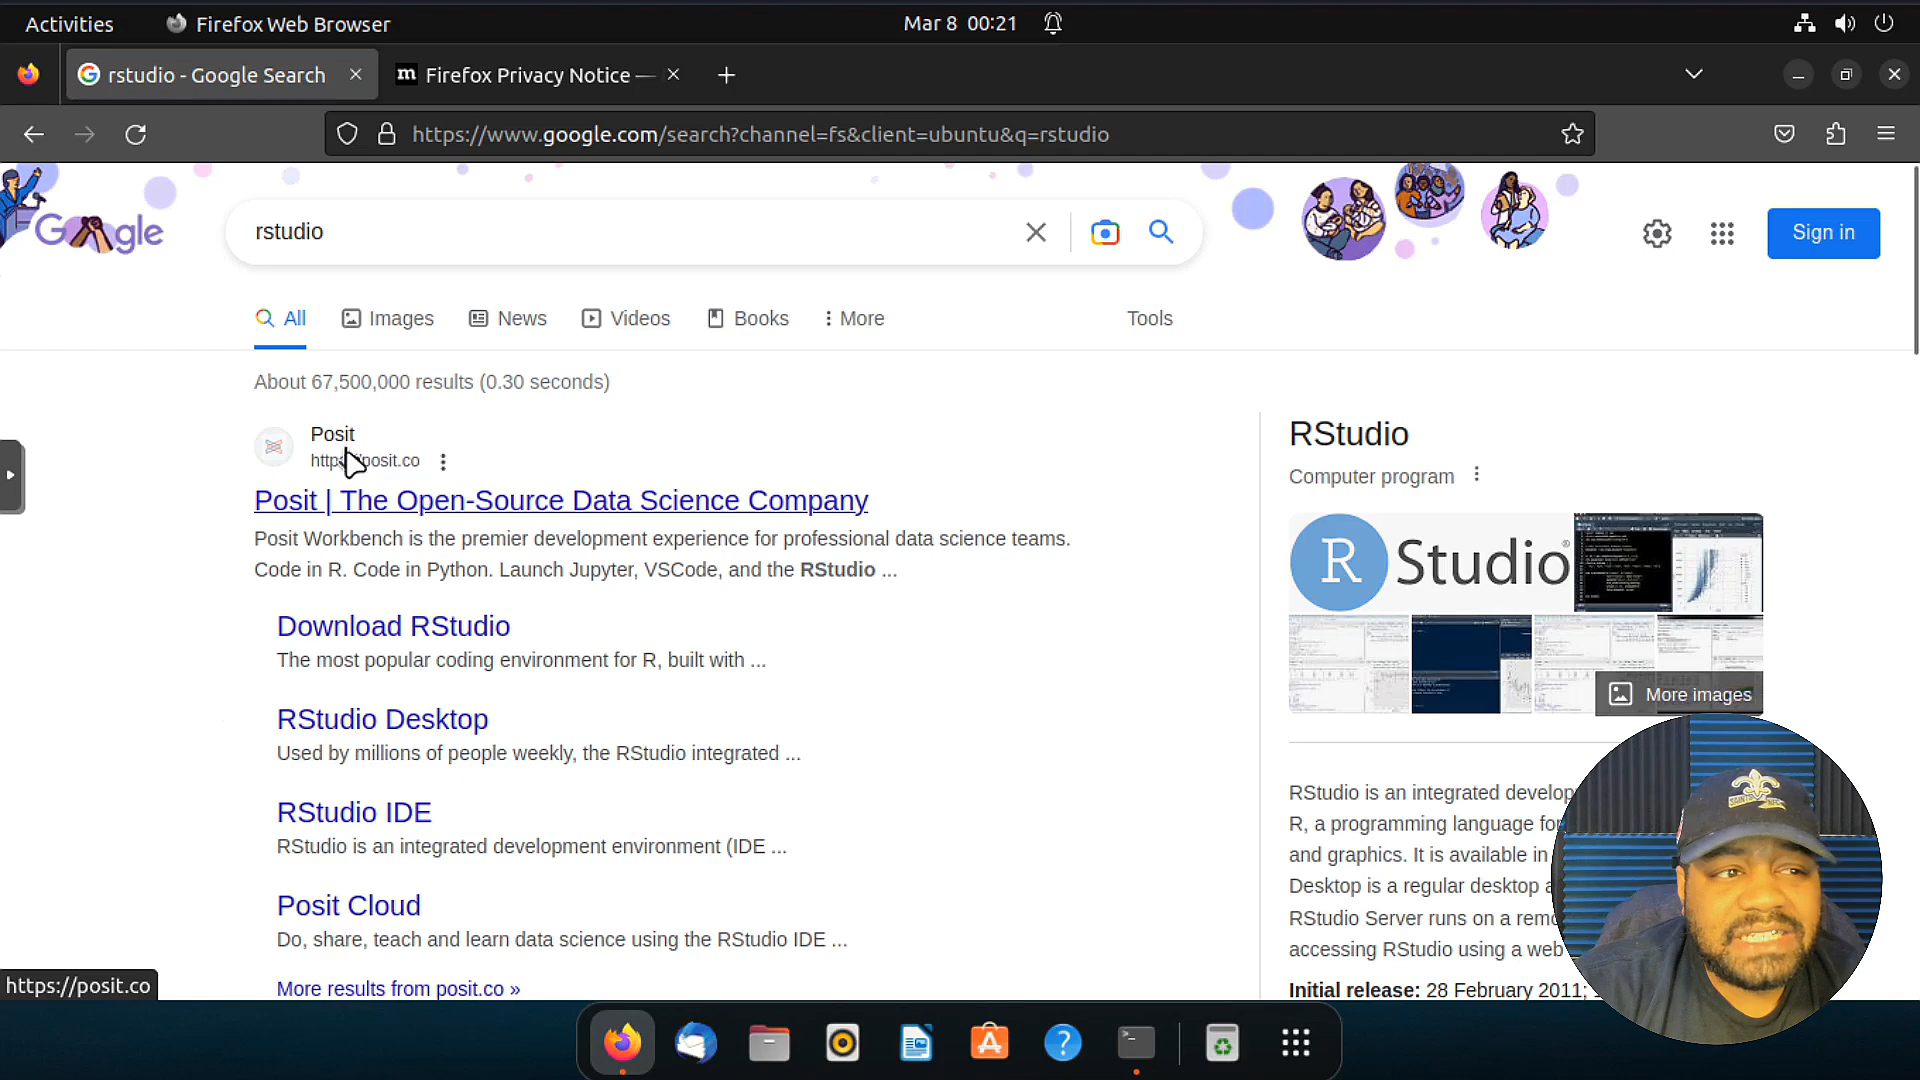 Activities
Firefox Web Browser
Mar 8 00:21
rstudio - Google Search
m Firefox Privacy Notice —
https://www.google.com/search?channel=fs&client=ubuntu&q=rstudio
Google
rstudio
Sign in
All
Images
News
Videos
Books
More
Tools
About 67,500,000 results (0.30 seconds)
Posit
https://posit.co
Posit | The Open-Source Data Science Company
Posit Workbench is the premier development experience for professional data science teams.
Code in R. Code in Python. Launch Jupyter, VSCode, and the RStudio ...
Download RStudio
The most popular coding environment for R, built with ...
RStudio Desktop
Used by millions of people weekly, the RStudio integrated ...
RStudio IDE
RStudio is an integrated development environment (IDE ...
Posit Cloud
Do, share, teach and learn data science using the RStudio IDE ...
More results from posit.co »
https://posit.co
RStudio
Computer program
R Studio®
More images
RStudio is an integrated develop
R, a programming language for
and graphics. It is available in
Desktop is a regular desktop a
RStudio Server runs on a remo
accessing RStudio using a web
Initial release: 28 February 2011;
SAINTS